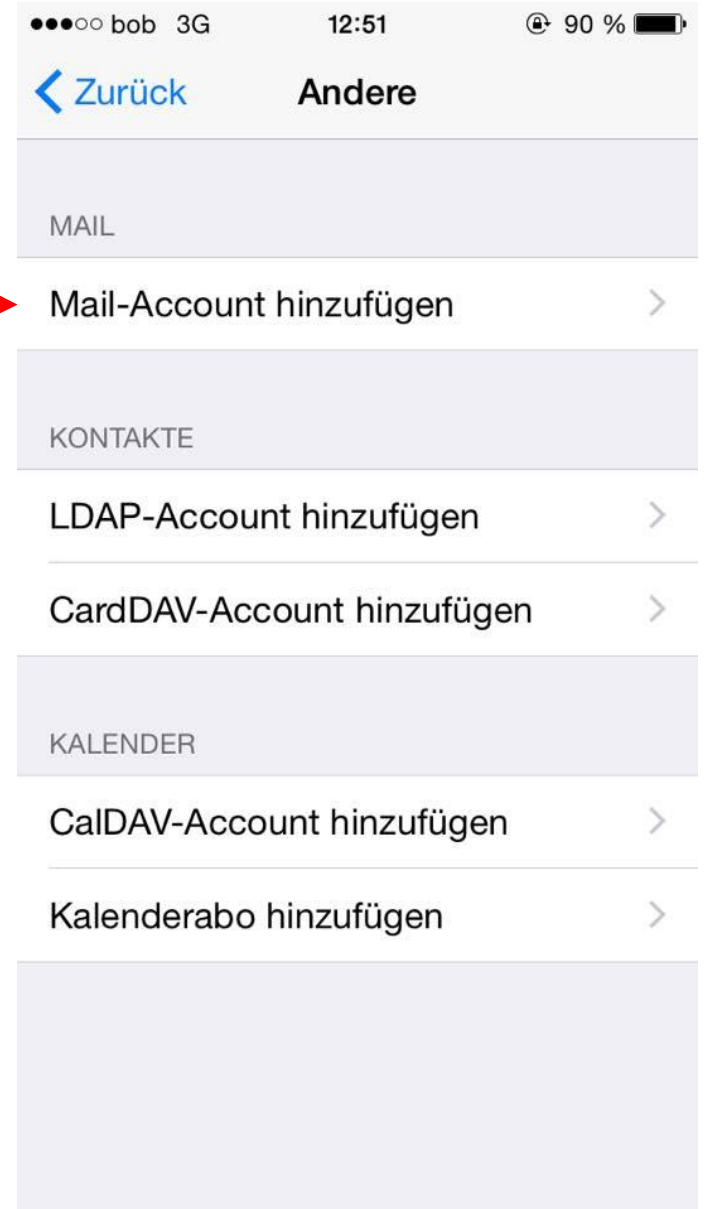 bob 3G 12:51 90 %
Zurück Andere
MAIL
Mail-Account hinzufügen
KONTAKTE
LDAP-Account hinzufügen
CardDAV-Account hinzufügen
KALENDER
CalDAV-Account hinzufügen
Kalenderabo hinzufügen